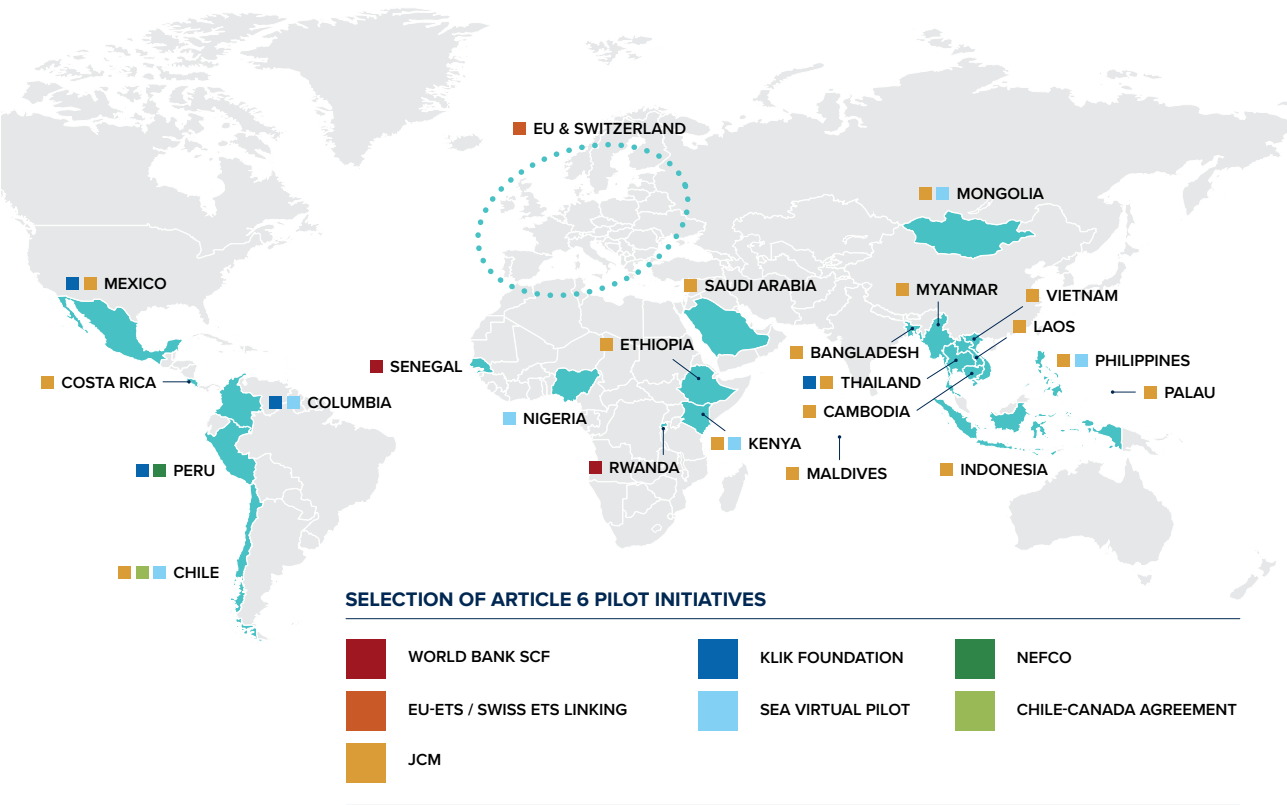 EU & SWITZERLAND
MONGOLIA
MEXICO
SAUDI ARABIA
MYANMAR
VIETNAM
LAOS
ETHIOPIA
BANGLADESH
PHILIPPINES
SENEGAL
COSTA RICA
THAILAND
PALAU
COLUMBIA
CAMBODIA
NIGERIA
KENYA
PERU
RWANDA
MALDIVES
INDONESIA
CHILE
SELECTION OF ARTICLE 6 PILOT INITIATIVES
WORLD BANK SCF
KLIK FOUNDATION
NEFCO
EU-ETS / SWISS ETS LINKING
SEA VIRTUAL PILOT
CHILE-CANADA AGREEMENT
JCM